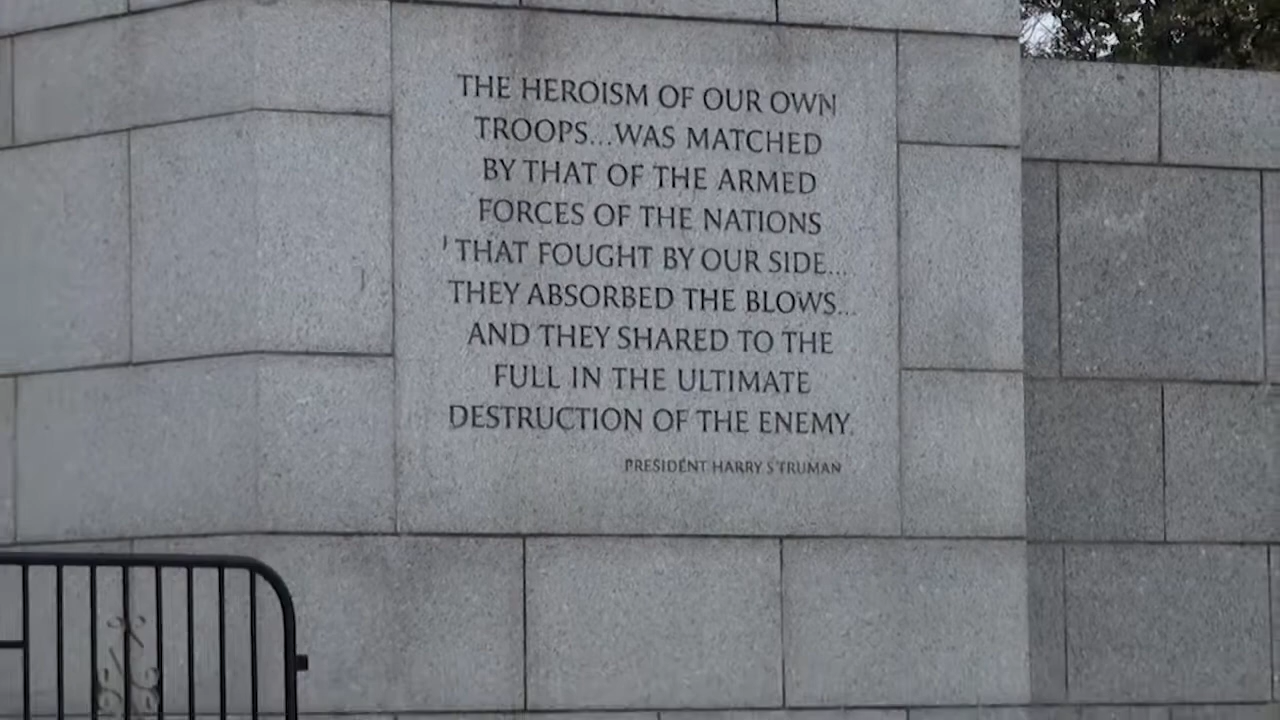 THE HEROISM OF OUR OWN
TROOPS...WAS MATCHED
BY THAT OF THE ARMED
FORCES OF THE NATIONS
THAT FOUGHT BY OUR SIDE...
THEY ABSORBED THE BLOWS...
AND THEY SHARED TO THE
FULL IN THE ULTIMATE
DESTRUCTION OF THE ENEMY.
PRESIDENT HARRY S TRUMAN